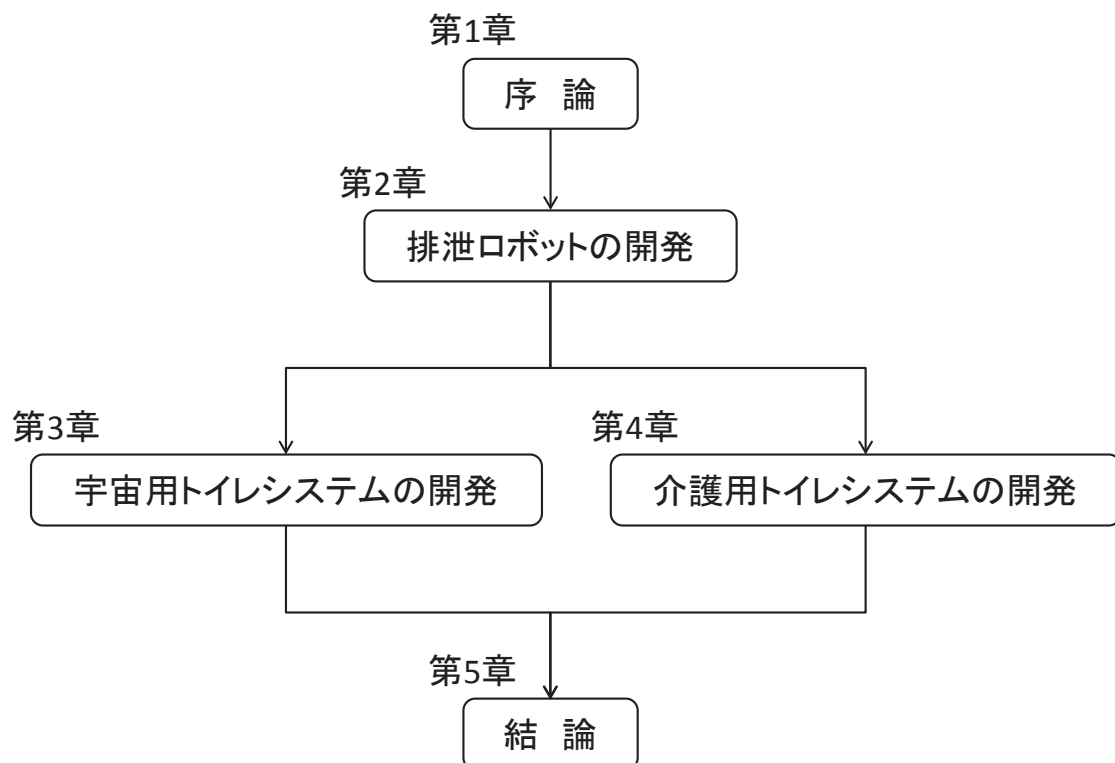 第1章
序 論
第2章
排泄ロボットの開発
第3章
宇宙用トイレシステムの開発
第4章
介護用トイレシステムの開発
第5章
結 論